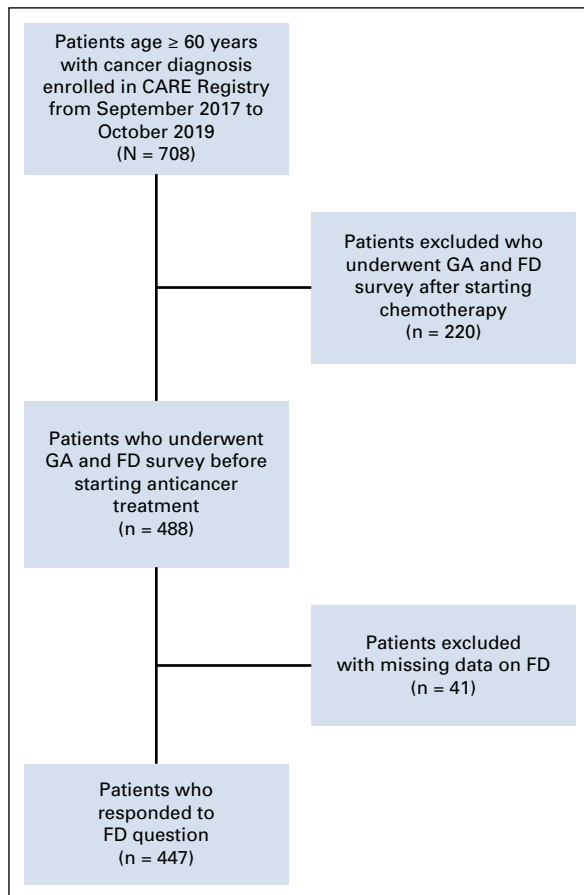 Patients age ≥ 60 years
with cancer diagnosis
enrolled in CARE Registry
from September 2017 to
October 2019
(N = 708)
Patients excluded who
underwent GA and FD
survey after starting
chemotherapy
(n = 220)
Patients who underwent
GA and FD survey before
starting anticancer
treatment
(n = 488)
Patients excluded
with missing data on FD
(n = 41)
Patients who
responded to
FD question
(n = 447)